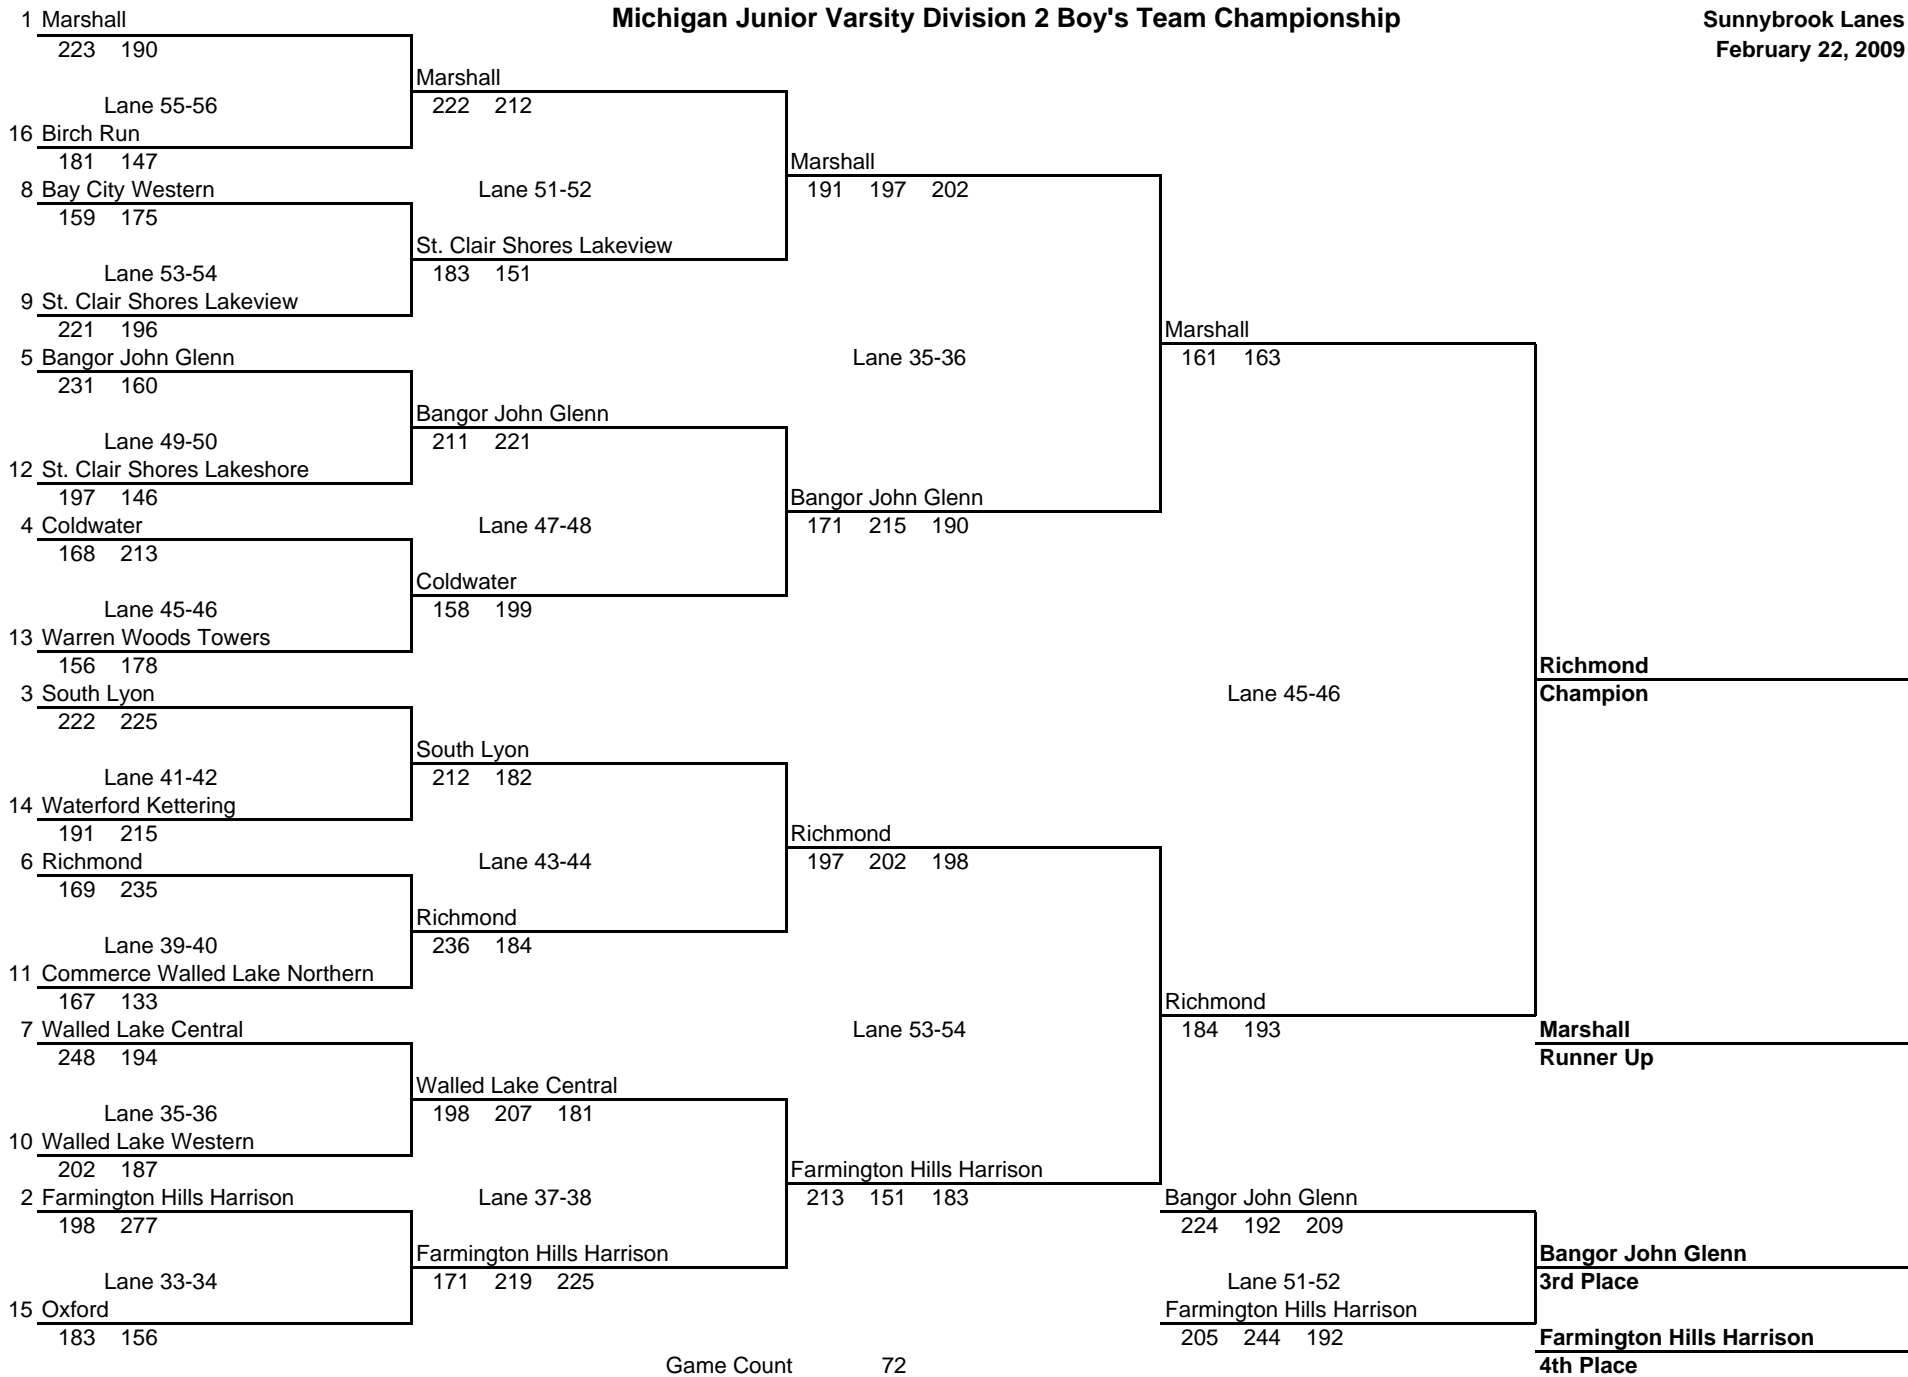 Michigan Junior Varsity Division 2 Boy's Team Championship
Sunnybrook Lanes
February 22, 2009
1 Marshall
223 190
Lane 55-56
16 Birch Run
181 147
8 Bay City Western
159 175
Lane 53-54
9 St. Clair Shores Lakeview
221 196
5 Bangor John Glenn
231 160
Lane 49-50
12 St. Clair Shores Lakeshore
197 146
4 Coldwater
168 213
Lane 45-46
13 Warren Woods Towers
156 178
3 South Lyon
222 225
Lane 41-42
14 Waterford Kettering
191 215
6 Richmond
169 235
Lane 39-40
11 Commerce Walled Lake Northern
167 133
7 Walled Lake Central
248 194
Lane 35-36
10 Walled Lake Western
202 187
2 Farmington Hills Harrison
198 277
Lane 33-34
15 Oxford
183 156
Marshall
222 212
Lane 51-52
St. Clair Shores Lakeview
183 151
Bangor John Glenn
211 221
Lane 47-48
Coldwater
158 199
South Lyon
212 182
Lane 43-44
Richmond
236 184
Walled Lake Central
198 207 181
Lane 37-38
Farmington Hills Harrison
171 219 225
Marshall
191 197 202
Lane 35-36
Bangor John Glenn
171 215 190
Richmond
197 202 198
Lane 53-54
Farmington Hills Harrison
213 151 183
Marshall
161 163
Lane 45-46
Richmond
184 193
Bangor John Glenn
224 192 209
Lane 51-52
Farmington Hills Harrison
205 244 192
Richmond
Champion
Marshall
Runner Up
Bangor John Glenn
3rd Place
Farmington Hills Harrison
4th Place
Game Count 72